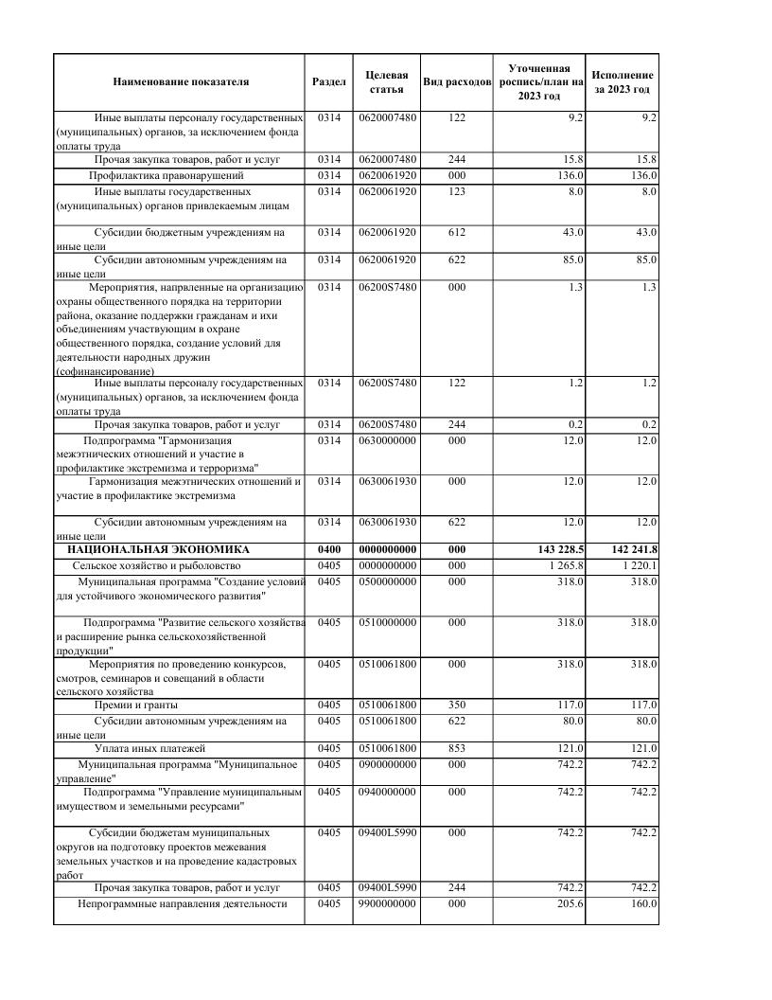 Наименование показателя Раздел Целевая статья Вид расходов Уточненная роспись/план на 2023 год Исполнение за 2023 год
Иные выплаты персоналу государственных 0314 0620007480 122 9.2 9.2
(муниципальных) органов, за исключением фонда
оплаты труда
Прочая закупка товаров, работ и услуг 0314 0620007480 244 15.8 15.8
Профилактика правонарушений 0314 0620061920 000 136.0 136.0
Иные выплаты государственных 0314 0620061920 123 8.0 8.0
(муниципальных) органов привлекаемым лицам
Субсидии бюджетным учреждениям на 0314 0620061920 612 43.0 43.0
иные цели
Субсидии автономным учреждениям на 0314 0620061920 622 85.0 85.0
иные цели
Мероприятия, напрвленные на организацию 0314 06200S7480 000 1.3 1.3
охраны общественного порядка на территории
района, оказание поддержки гражданам и ихи
объединениям участвующим в охране
общественного порядка, создание условий для
деятельности народных дружин
(софинансирование)
Иные выплаты персоналу государственных 0314 06200S7480 122 1.2 1.2
(муниципальных) органов, за исключением фонда
оплаты труда
Прочая закупка товаров, работ и услуг 0314 06200S7480 244 0.2 0.2
Подпрограмма "Гармонизация 0314 0630000000 000 12.0 12.0
межэтнических отношений и участие в
профилактике экстремизма и терроризма"
Гармонизация межэтнических отношений и 0314 0630061930 000 12.0 12.0
участие в профилактике экстремизма
Субсидии автономным учреждениям на 0314 0630061930 622 12.0 12.0
иные цели
НАЦИОНАЛЬНАЯ ЭКОНОМИКА 0400 0000000000 000 143 228.5 142 241.8
Сельское хозяйство и рыболовство 0405 0000000000 000 1 265.8 1 220.1
Муниципальная программа "Создание условий 0405 0500000000 000 318.0 318.0
для устойчивого экономического развития"
Подпрограмма "Развитие сельского хозяйства 0405 0510000000 000 318.0 318.0
и расширение рынка сельскохозяйственной
продукции"
Мероприятия по проведению конкурсов, 0405 0510061800 000 318.0 318.0
смотров, семинаров и совещаний в области
сельского хозяйства
Премии и гранты 0405 0510061800 350 117.0 117.0
Субсидии автономным учреждениям на 0405 0510061800 622 80.0 80.0
иные цели
Уплата иных платежей 0405 0510061800 853 121.0 121.0
Муниципальная программа "Муниципальное 0405 0900000000 000 742.2 742.2
управление"
Подпрограмма "Управление муниципальным 0405 0940000000 000 742.2 742.2
имуществом и земельными ресурсами"
Субсидии бюджетам муниципальных 0405 09400L5990 000 742.2 742.2
округов на подготовку проектов межевания
земельных участков и на проведение кадастровых
работ
Прочая закупка товаров, работ и услуг 0405 09400L5990 244 742.2 742.2
Непрограммные направления деятельности 0405 9900000000 000 205.6 160.0